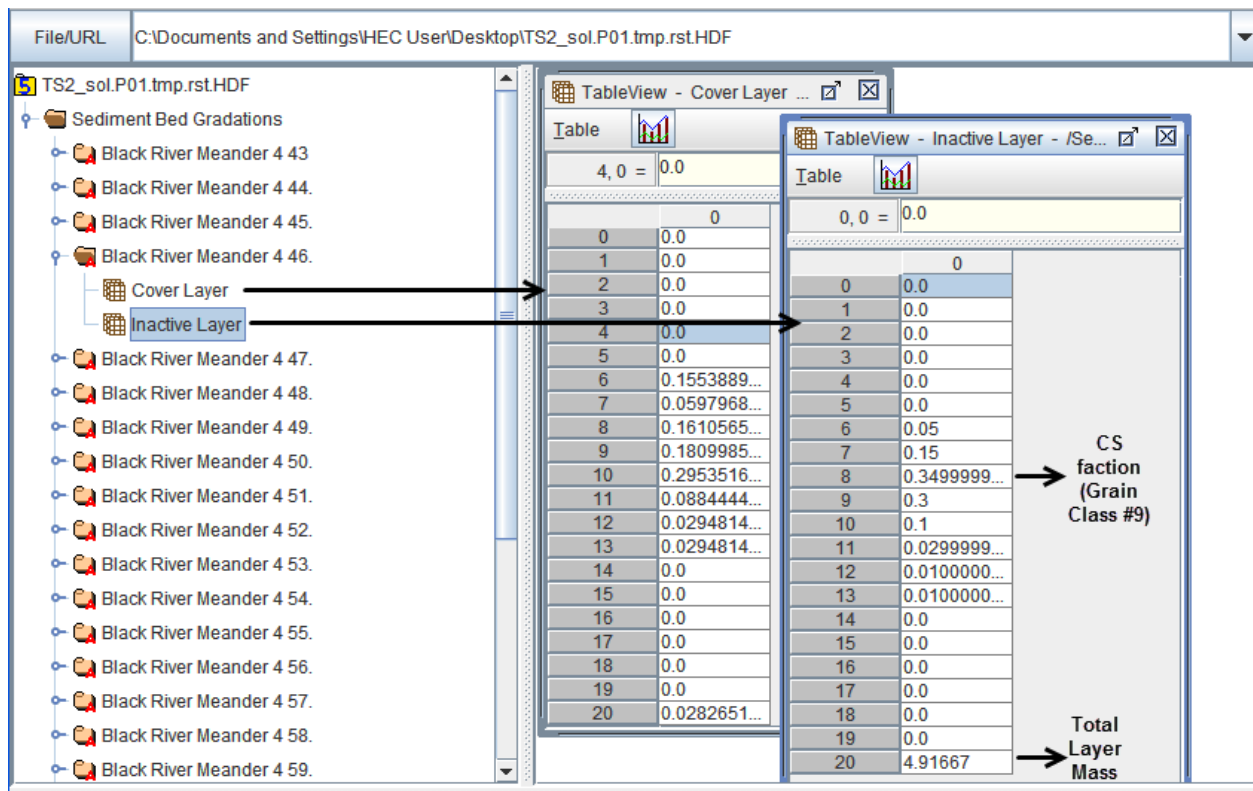 File/URL C:\Documents and Settings\HEC User\Desktop\TS2_sol.P01.tmp.rst.HDF
TS2_sol.P01.tmp.rst.HDF
Sediment Bed Gradations
Black River Meander 4 43
Black River Meander 4 44.
Black River Meander 4 45.
Black River Meander 4 46.
Cover Layer
Inactive Layer
Black River Meander 4 47.
Black River Meander 4 48.
Black River Meander 4 49.
Black River Meander 4 50.
Black River Meander 4 51.
Black River Meander 4 52.
Black River Meander 4 53.
Black River Meander 4 54.
Black River Meander 4 55.
Black River Meander 4 56.
Black River Meander 4 57.
Black River Meander 4 58.
Black River Meander 4 59.
TableView - Cover Layer ...
Table
4, 0 = 0.0
0
0 0.0
1 0.0
2 0.0
3 0.0
4 0.0
5 0.0
6 0.1553889...
7 0.0597968...
8 0.1610565...
9 0.1809985...
10 0.2953516...
11 0.0884444...
12 0.0294814...
13 0.0294814...
14 0.0
15 0.0
16 0.0
17 0.0
18 0.0
19 0.0
20 0.0282651...
TableView - Inactive Layer - /Se...
Table
0, 0 = 0.0
0
0 0.0
1 0.0
2 0.0
3 0.0
4 0.0
5 0.0
6 0.05
7 0.15
8 0.3499999...
9 0.3
10 0.1
11 0.0299999...
12 0.0100000...
13 0.0100000...
14 0.0
15 0.0
16 0.0
17 0.0
18 0.0
19 0.0
20 4.91667
CS
faction
(Grain
Class #9)
Total
Layer
Mass